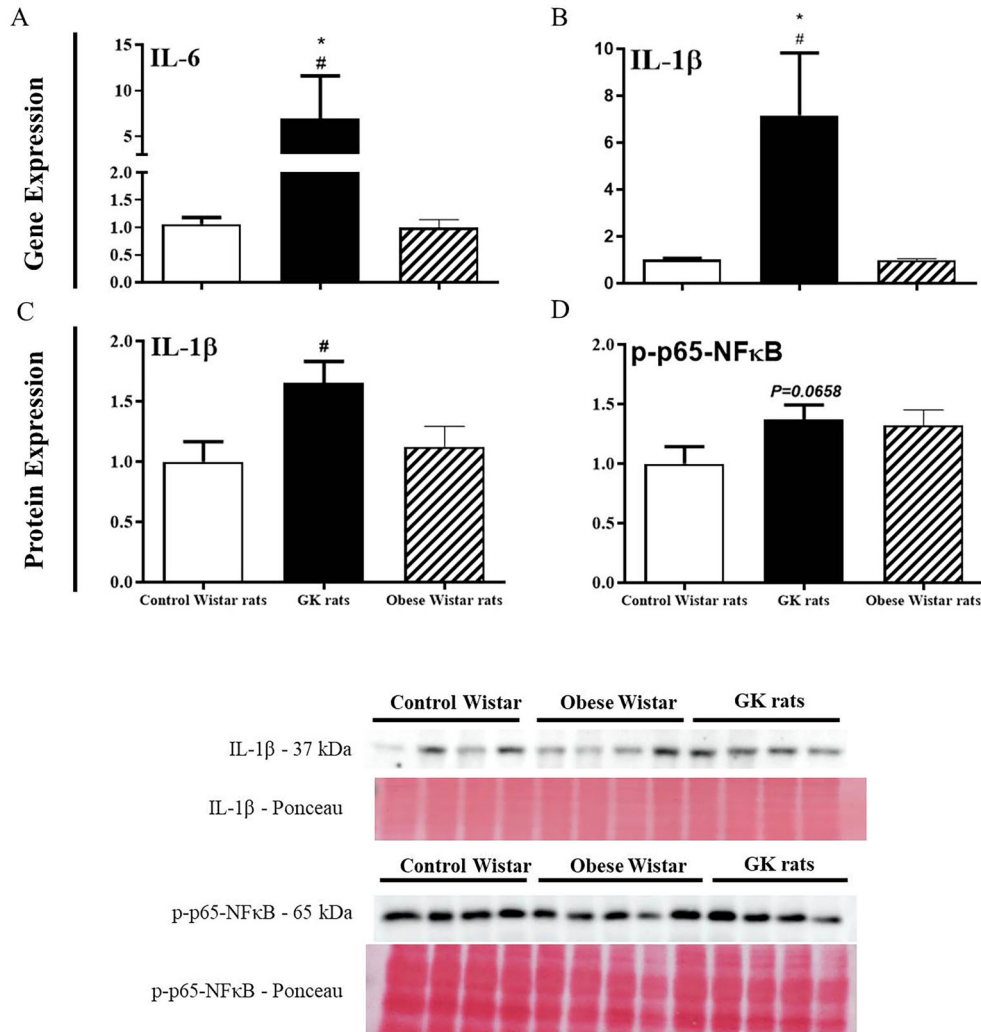 A
B
Gene Expression
IL-6
15
10
5
2.0
1.5
1.0
0.5
0.0
*
#
IL-1β
10
8
6
4
2
0
*
#
C
D
Protein Expression
IL-1β
2.0
1.5
1.0
0.5
0.0
#
Control Wistar rats GK rats Obese Wistar rats
p-p65-NFκB
2.0
1.5
1.0
0.5
0.0
P=0.0658
Control Wistar rats GK rats Obese Wistar rats
Control Wistar Obese Wistar GK rats
IL-1β - 37 kDa
IL-1β - Ponceau
Control Wistar Obese Wistar GK rats
p-p65-NFκB - 65 kDa
p-p65-NFκB - Ponceau